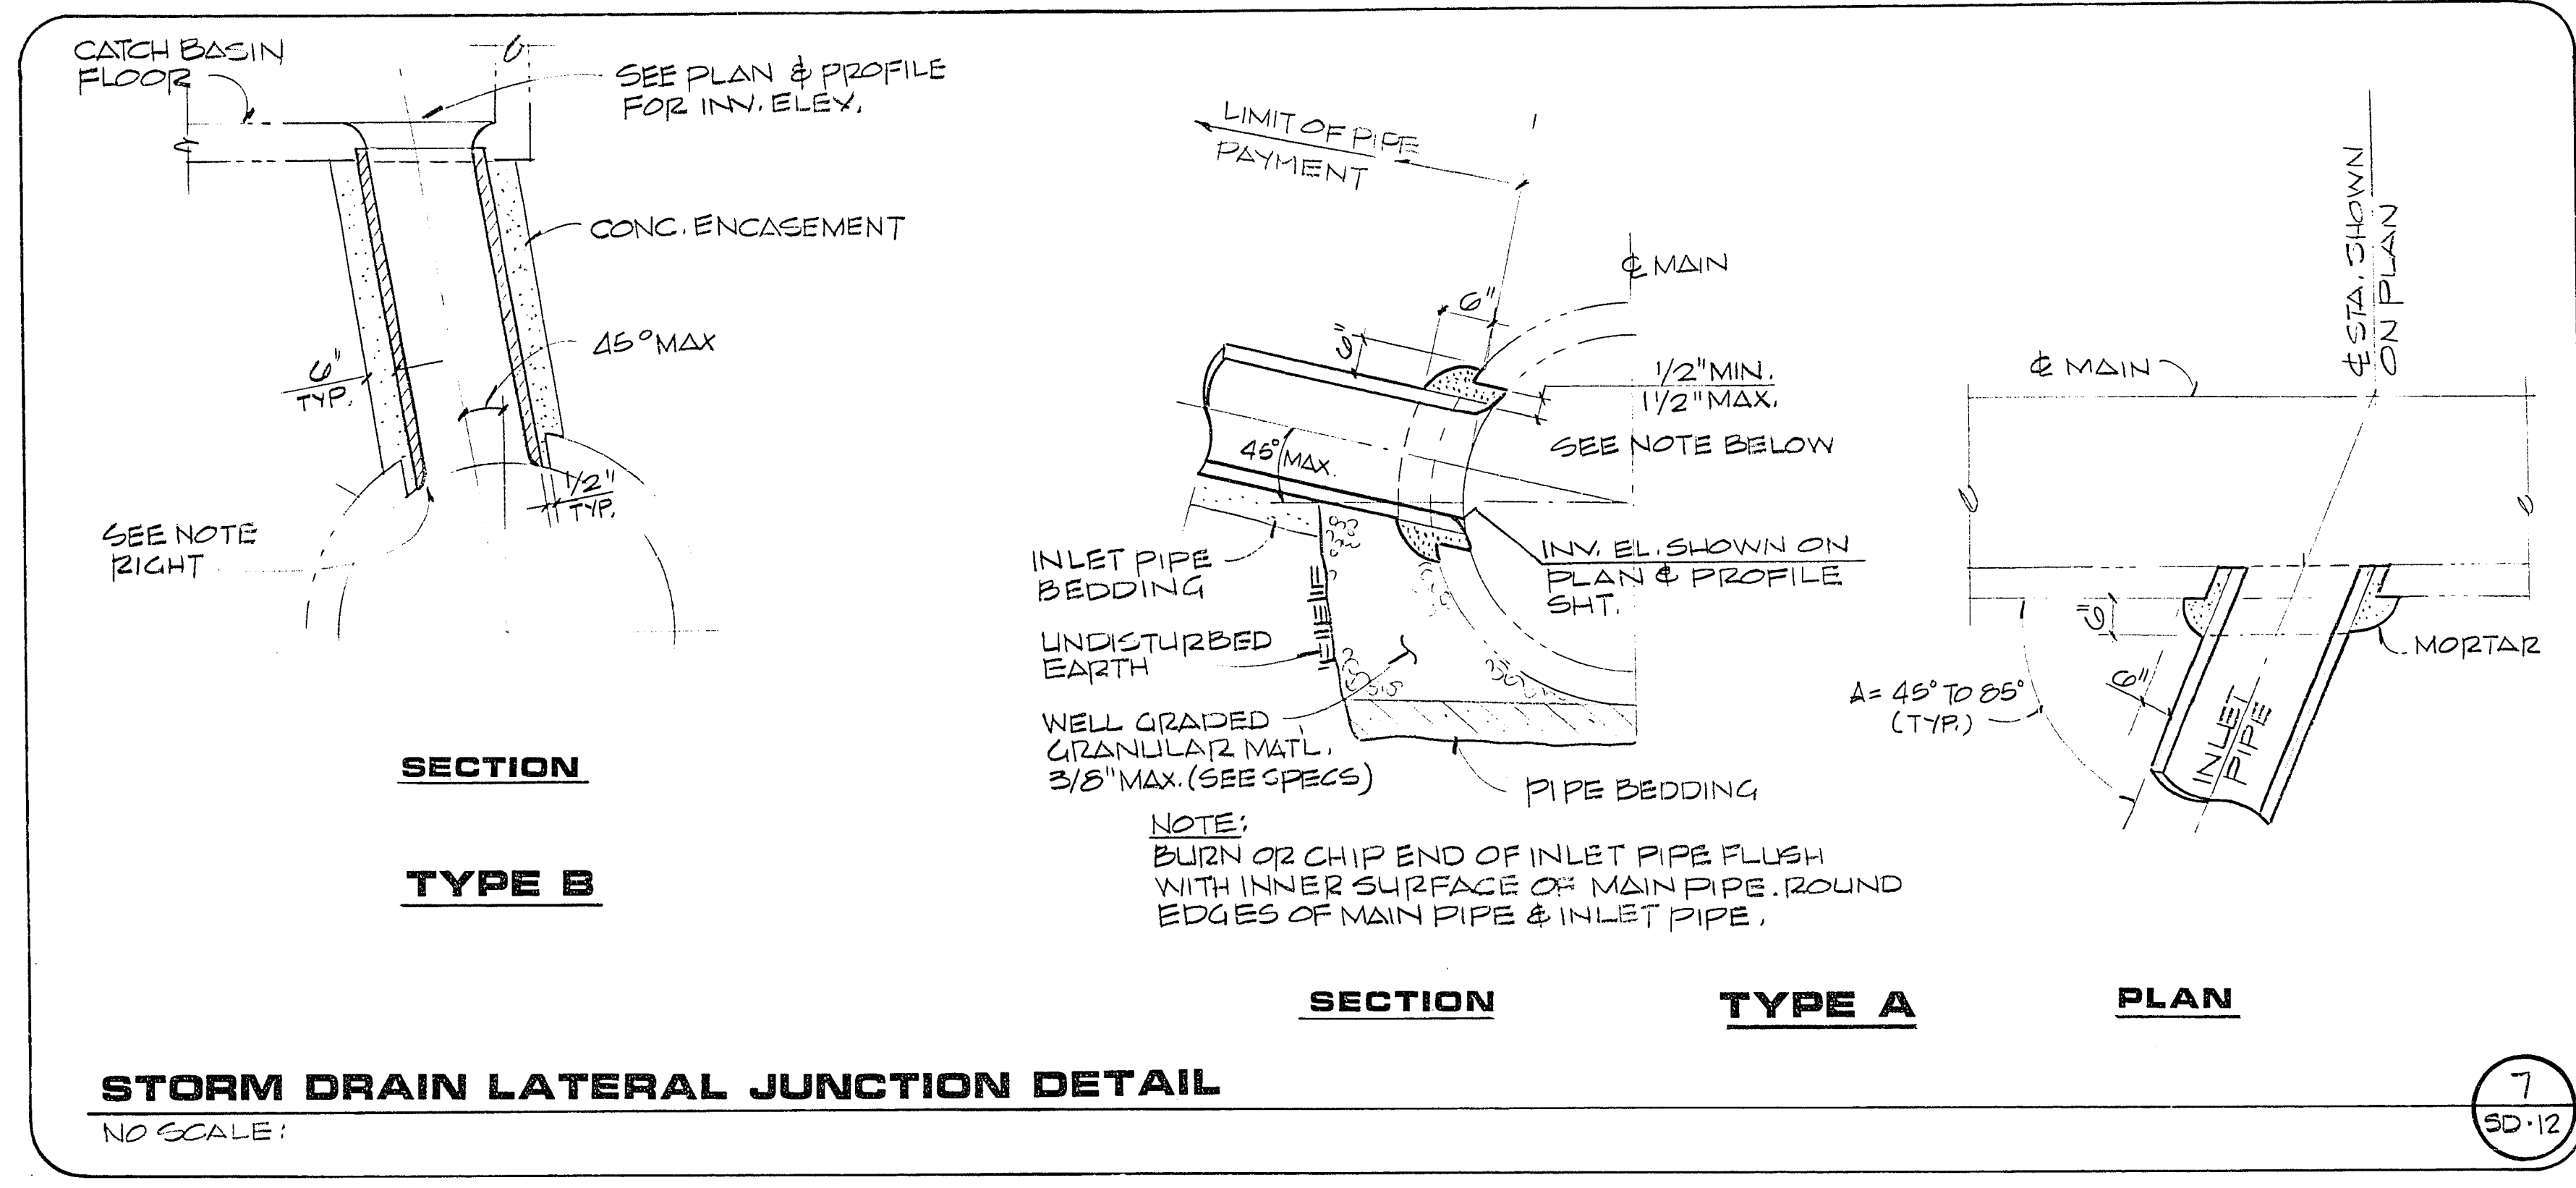 CATCH BASIN
FLOOR
SEE PLAN & PROFILE
FOR INV. ELEV.
CONC. ENCASEMENT
45° MAX
6"
TYP.
1/2"
TYP.
SEE NOTE
RIGHT
SECTION
TYPE B
LIMIT OF PIPE
PAYMENT
℄ MAIN
6"
6"
1/2" MIN.
1 1/2" MAX.
SEE NOTE BELOW
45° MAX.
INLET PIPE
BEDDING
INV. EL. SHOWN ON
PLAN & PROFILE
SHT.
UNDISTURBED
EARTH
WELL GRADED
GRANULAR MATL.
3/8" MAX. (SEE SPECS)
PIPE BEDDING
NOTE:
BURN OR CHIP END OF INLET PIPE FLUSH
WITH INNER SURFACE OF MAIN PIPE. ROUND
EDGES OF MAIN PIPE & INLET PIPE.
SECTION
TYPE A
℄ STA. SHOWN
ON PLAN
℄ MAIN
6"
6"
MORTAR
Δ= 45° TO 85°
(TYP.)
INLET
PIPE
PLAN
STORM DRAIN LATERAL JUNCTION DETAIL
NO SCALE:
7
SD·12